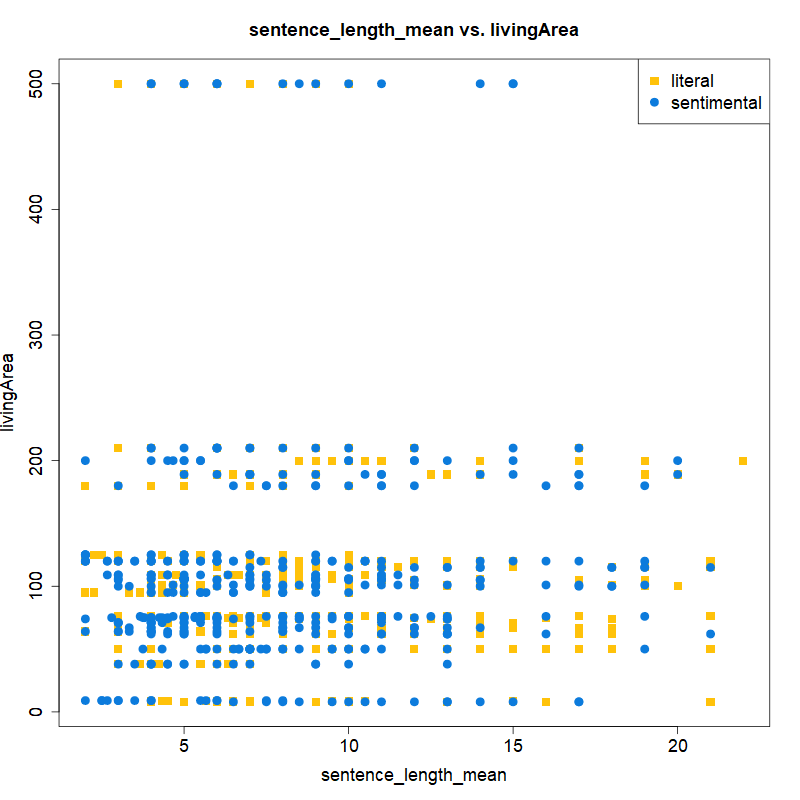 sentence_length_mean vs. livingArea
literal
sentimental
500
400
300
200
100
0
livingArea
5
10
15
20
sentence_length_mean